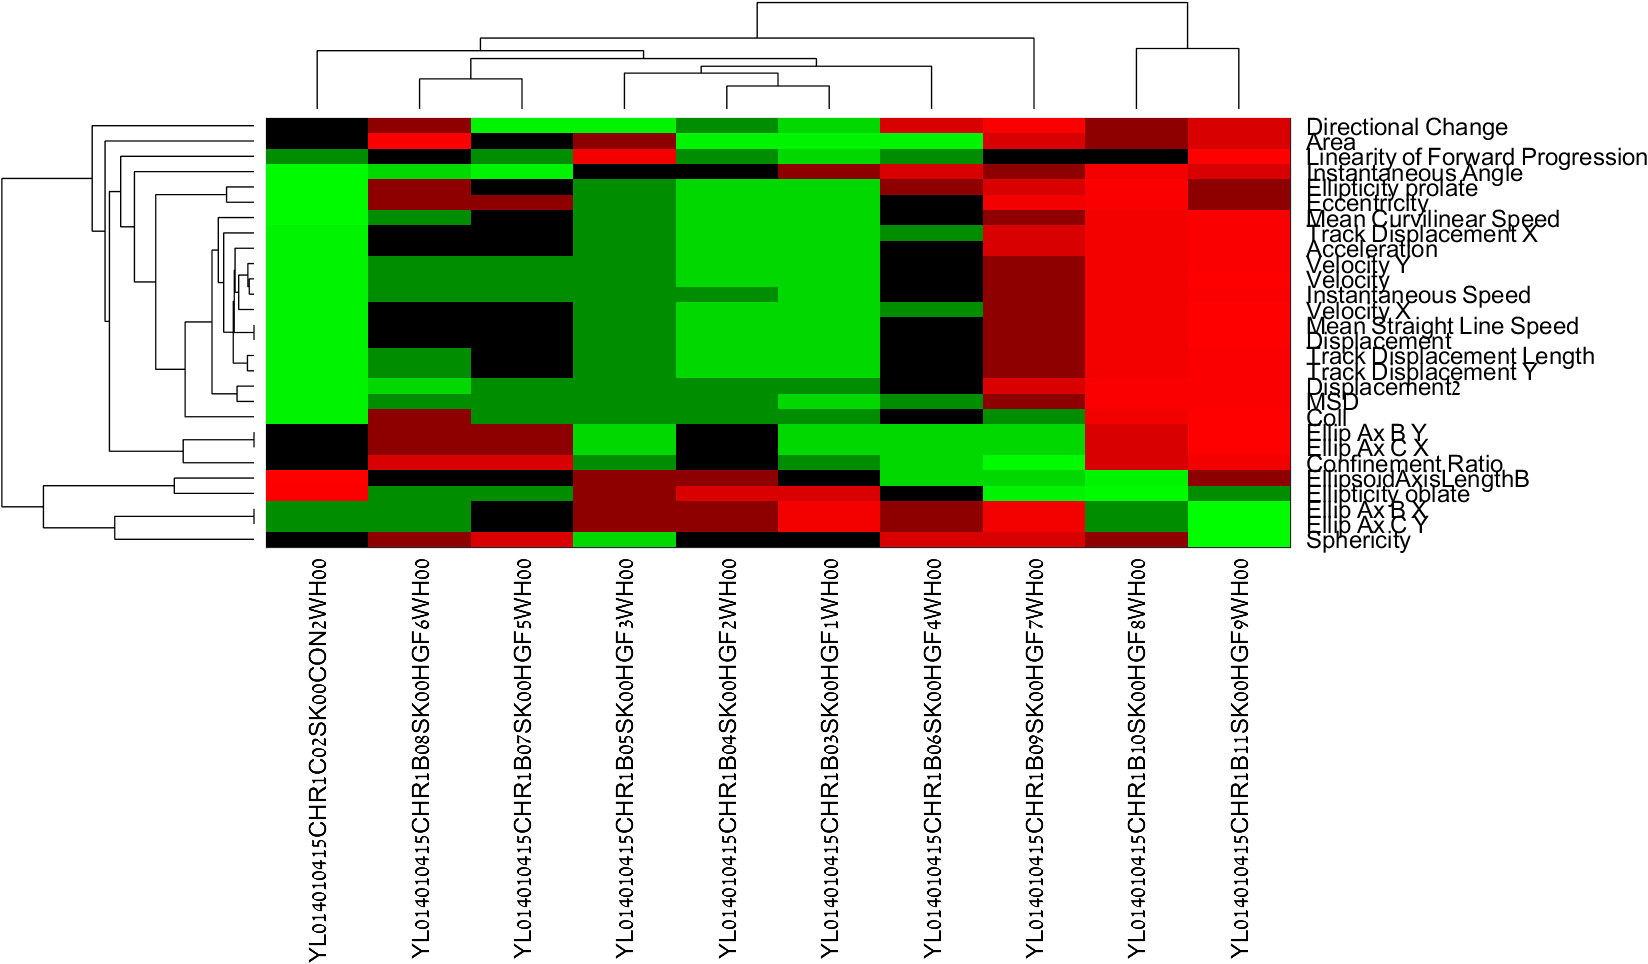 Directional Change
Area
Linearity of Forward Progression
Instantaneous Angle
Ellipticity prolate
Eccentricity
Mean Curvilinear Speed
Track Displacement X
Acceleration
Velocity Y
Velocity
Instantaneous Speed
Velocity X
Mean Straight Line Speed
Displacement
Track Displacement Length
Track Displacement Y
Displacement2
MSD
Coil
Ellip Ax B Y
Ellip Ax C X
Confinement Ratio
EllipsoidAxisLengthB
Ellipticity oblate
Ellip Ax B X
Ellip Ax C Y
Sphericity
YL014010415CHR1C02SK00CON2WH00
YL014010415CHR1B08SK00HGF6WH00
YL014010415CHR1B07SK00HGF5WH00
YL014010415CHR1B05SK00HGF3WH00
YL014010415CHR1B04SK00HGF2WH00
YL014010415CHR1B03SK00HGF1WH00
YL014010415CHR1B06SK00HGF4WH00
YL014010415CHR1B09SK00HGF7WH00
YL014010415CHR1B10SK00HGF8WH00
YL014010415CHR1B11SK00HGF9WH00